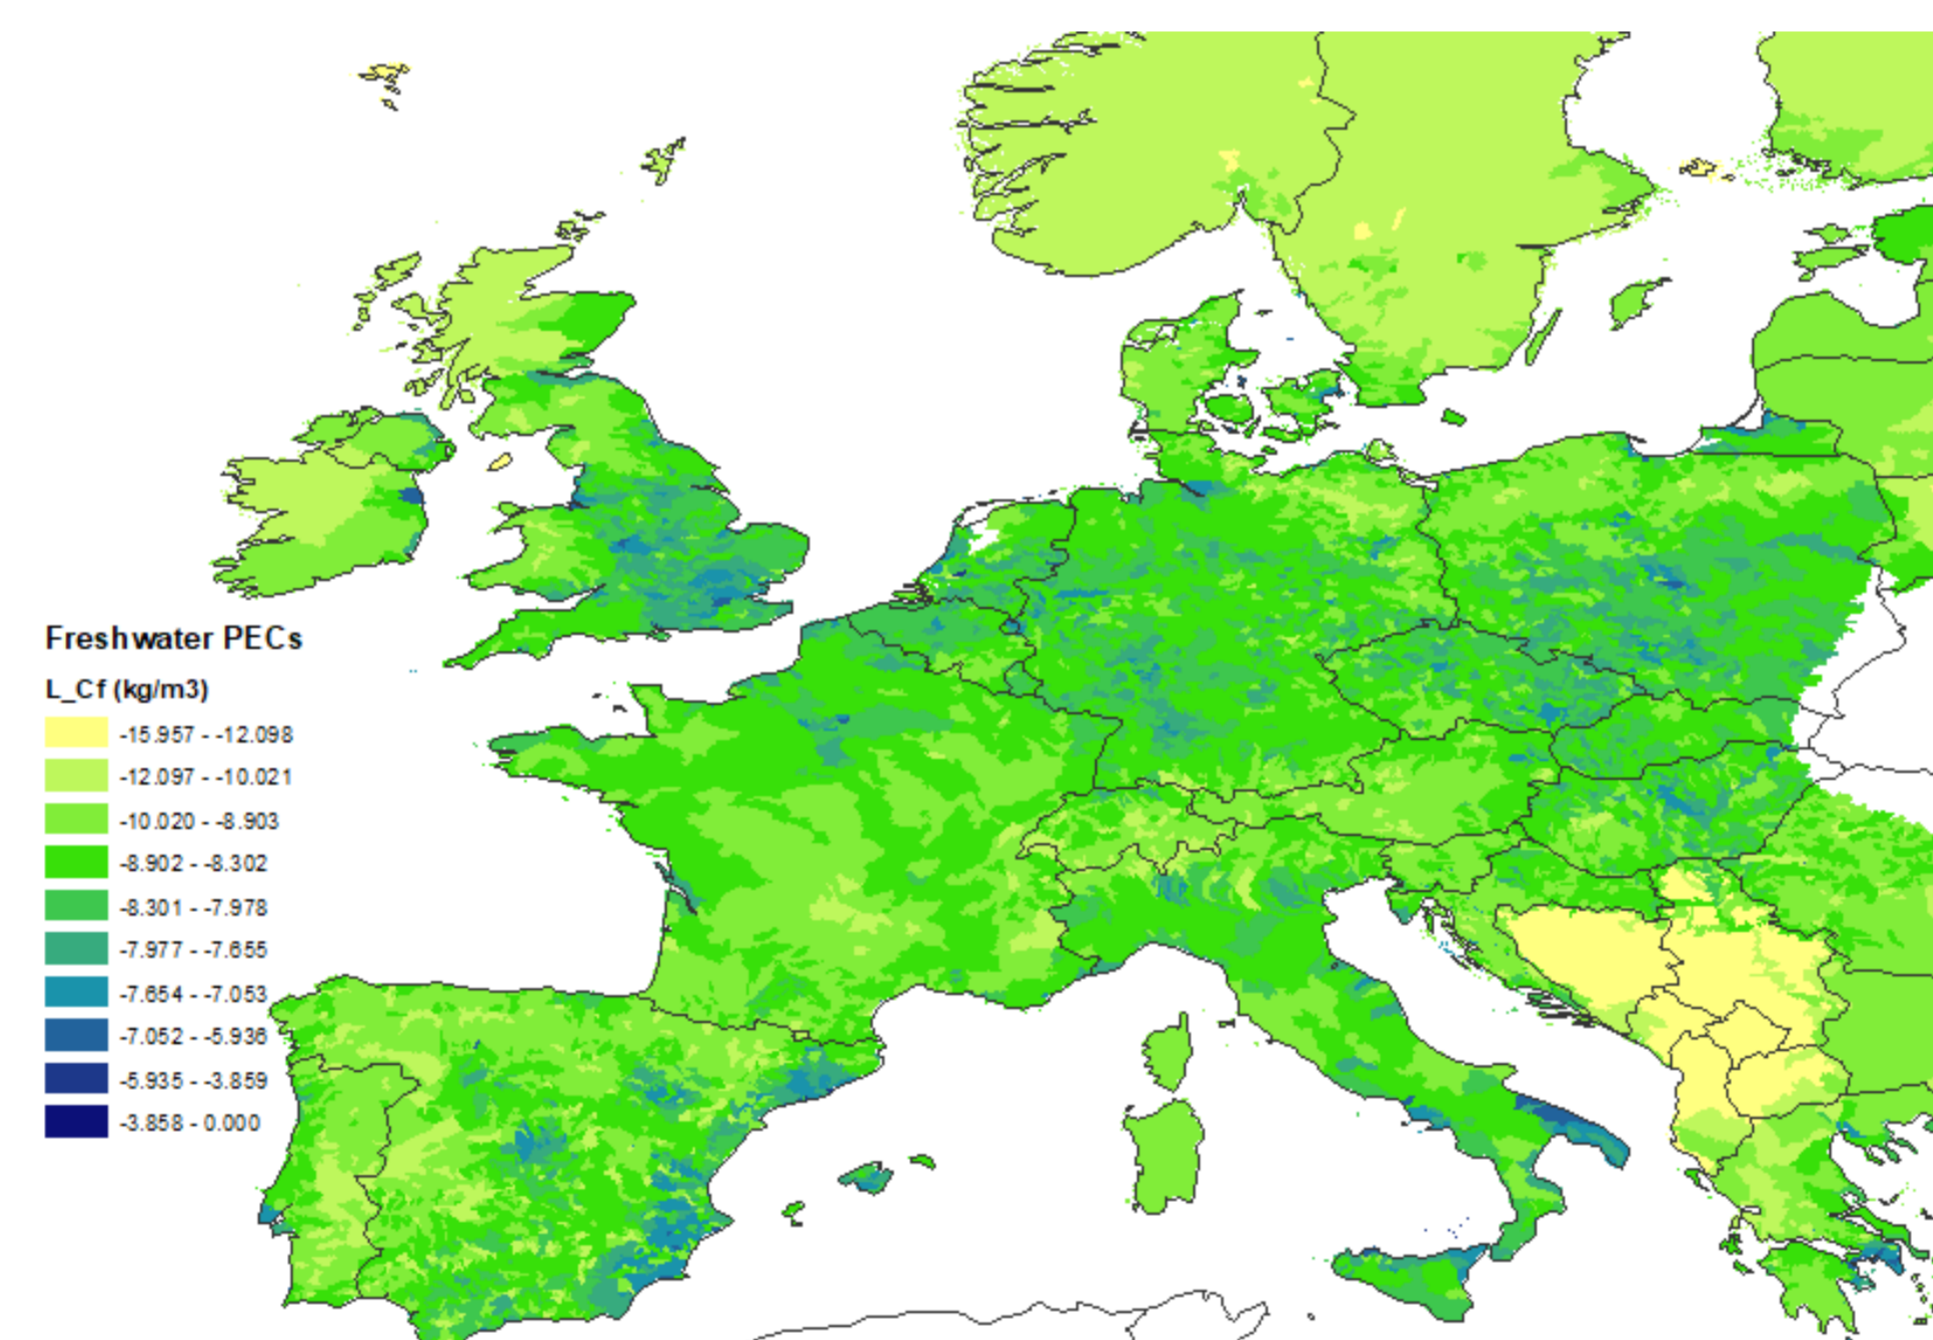 Freshwater PECs
L_Cf (kg/m3)
-15.957 - -12.098
-12.097 - -10.021
-10.020 - -8.903
-8.902 - -8.302
-8.301 - -7.978
-7.977 - -7.655
-7.654 - -7.053
-7.052 - -5.936
-5.935 - -3.859
-3.858 - 0.000